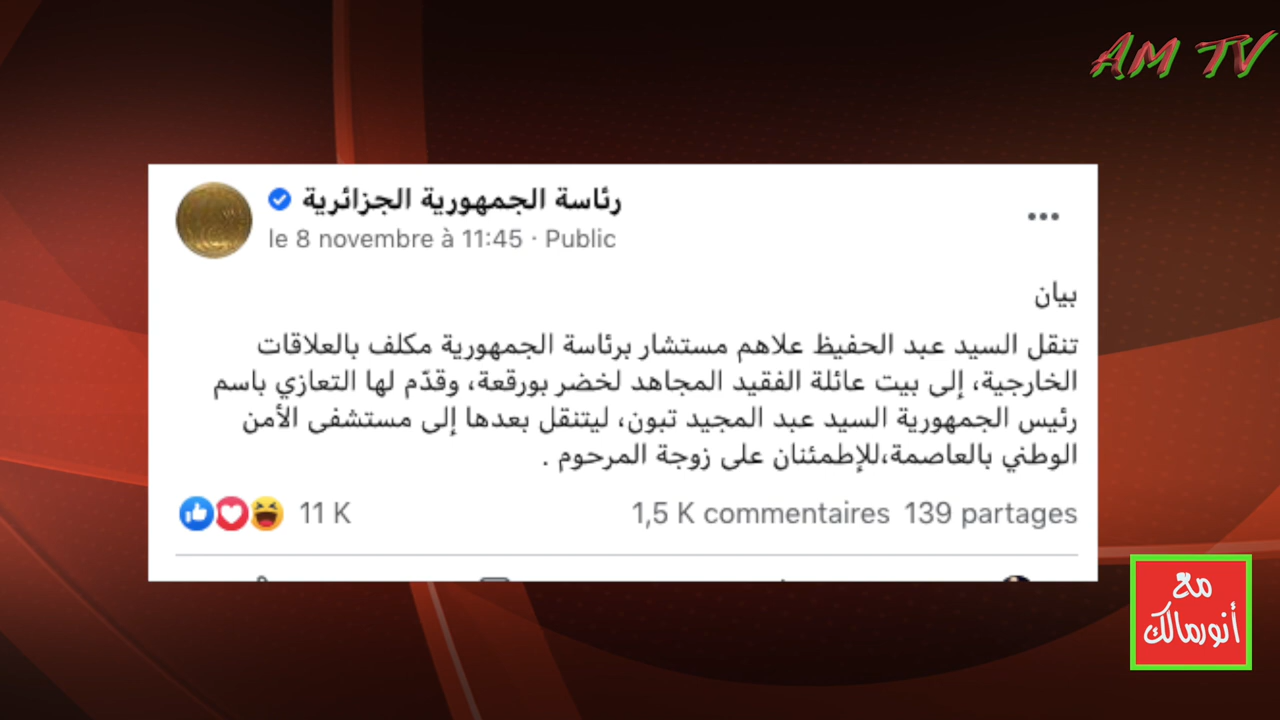 AM TV
رئاسة الجمهورية الجزائرية
le 8 novembre à 11:45 · Public
بيان
تنقل السيد عبد الحفيظ علاهم مستشار برئاسة الجمهورية مكلف بالعلاقات
الخارجية، إلى بيت عائلة الفقيد المجاهد لخضر بورقعة، وقدّم لها التعازي باسم
رئيس الجمهورية السيد عبد المجيد تبون، ليتنقل بعدها إلى مستشفى الأمن
الوطني بالعاصمة،للإطمئنان على زوجة المرحوم .
11 K 1,5 K commentaires 139 partages
مع
أنورمالك